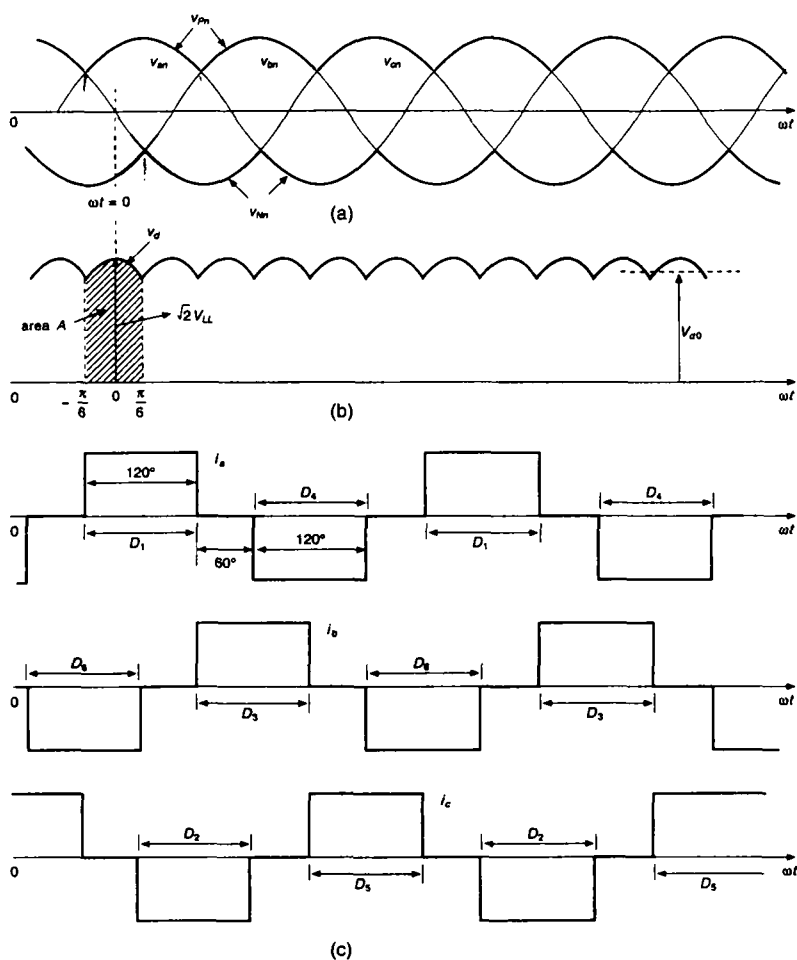 v_Pn
v_an v_bn v_cn
0 ωt
ωt = 0
v_Nn
(a)
v_d
area A √2 V_LL
V_d0
0 -π/6 0 π/6 ωt
(b)
i_a
120° D_4 D_4
0 ωt
D_1 60° 120° D_1
i_b
D_6 D_6
0 ωt
D_3 D_3
i_c
D_2 D_2
0 ωt
D_5 D_5
(c)